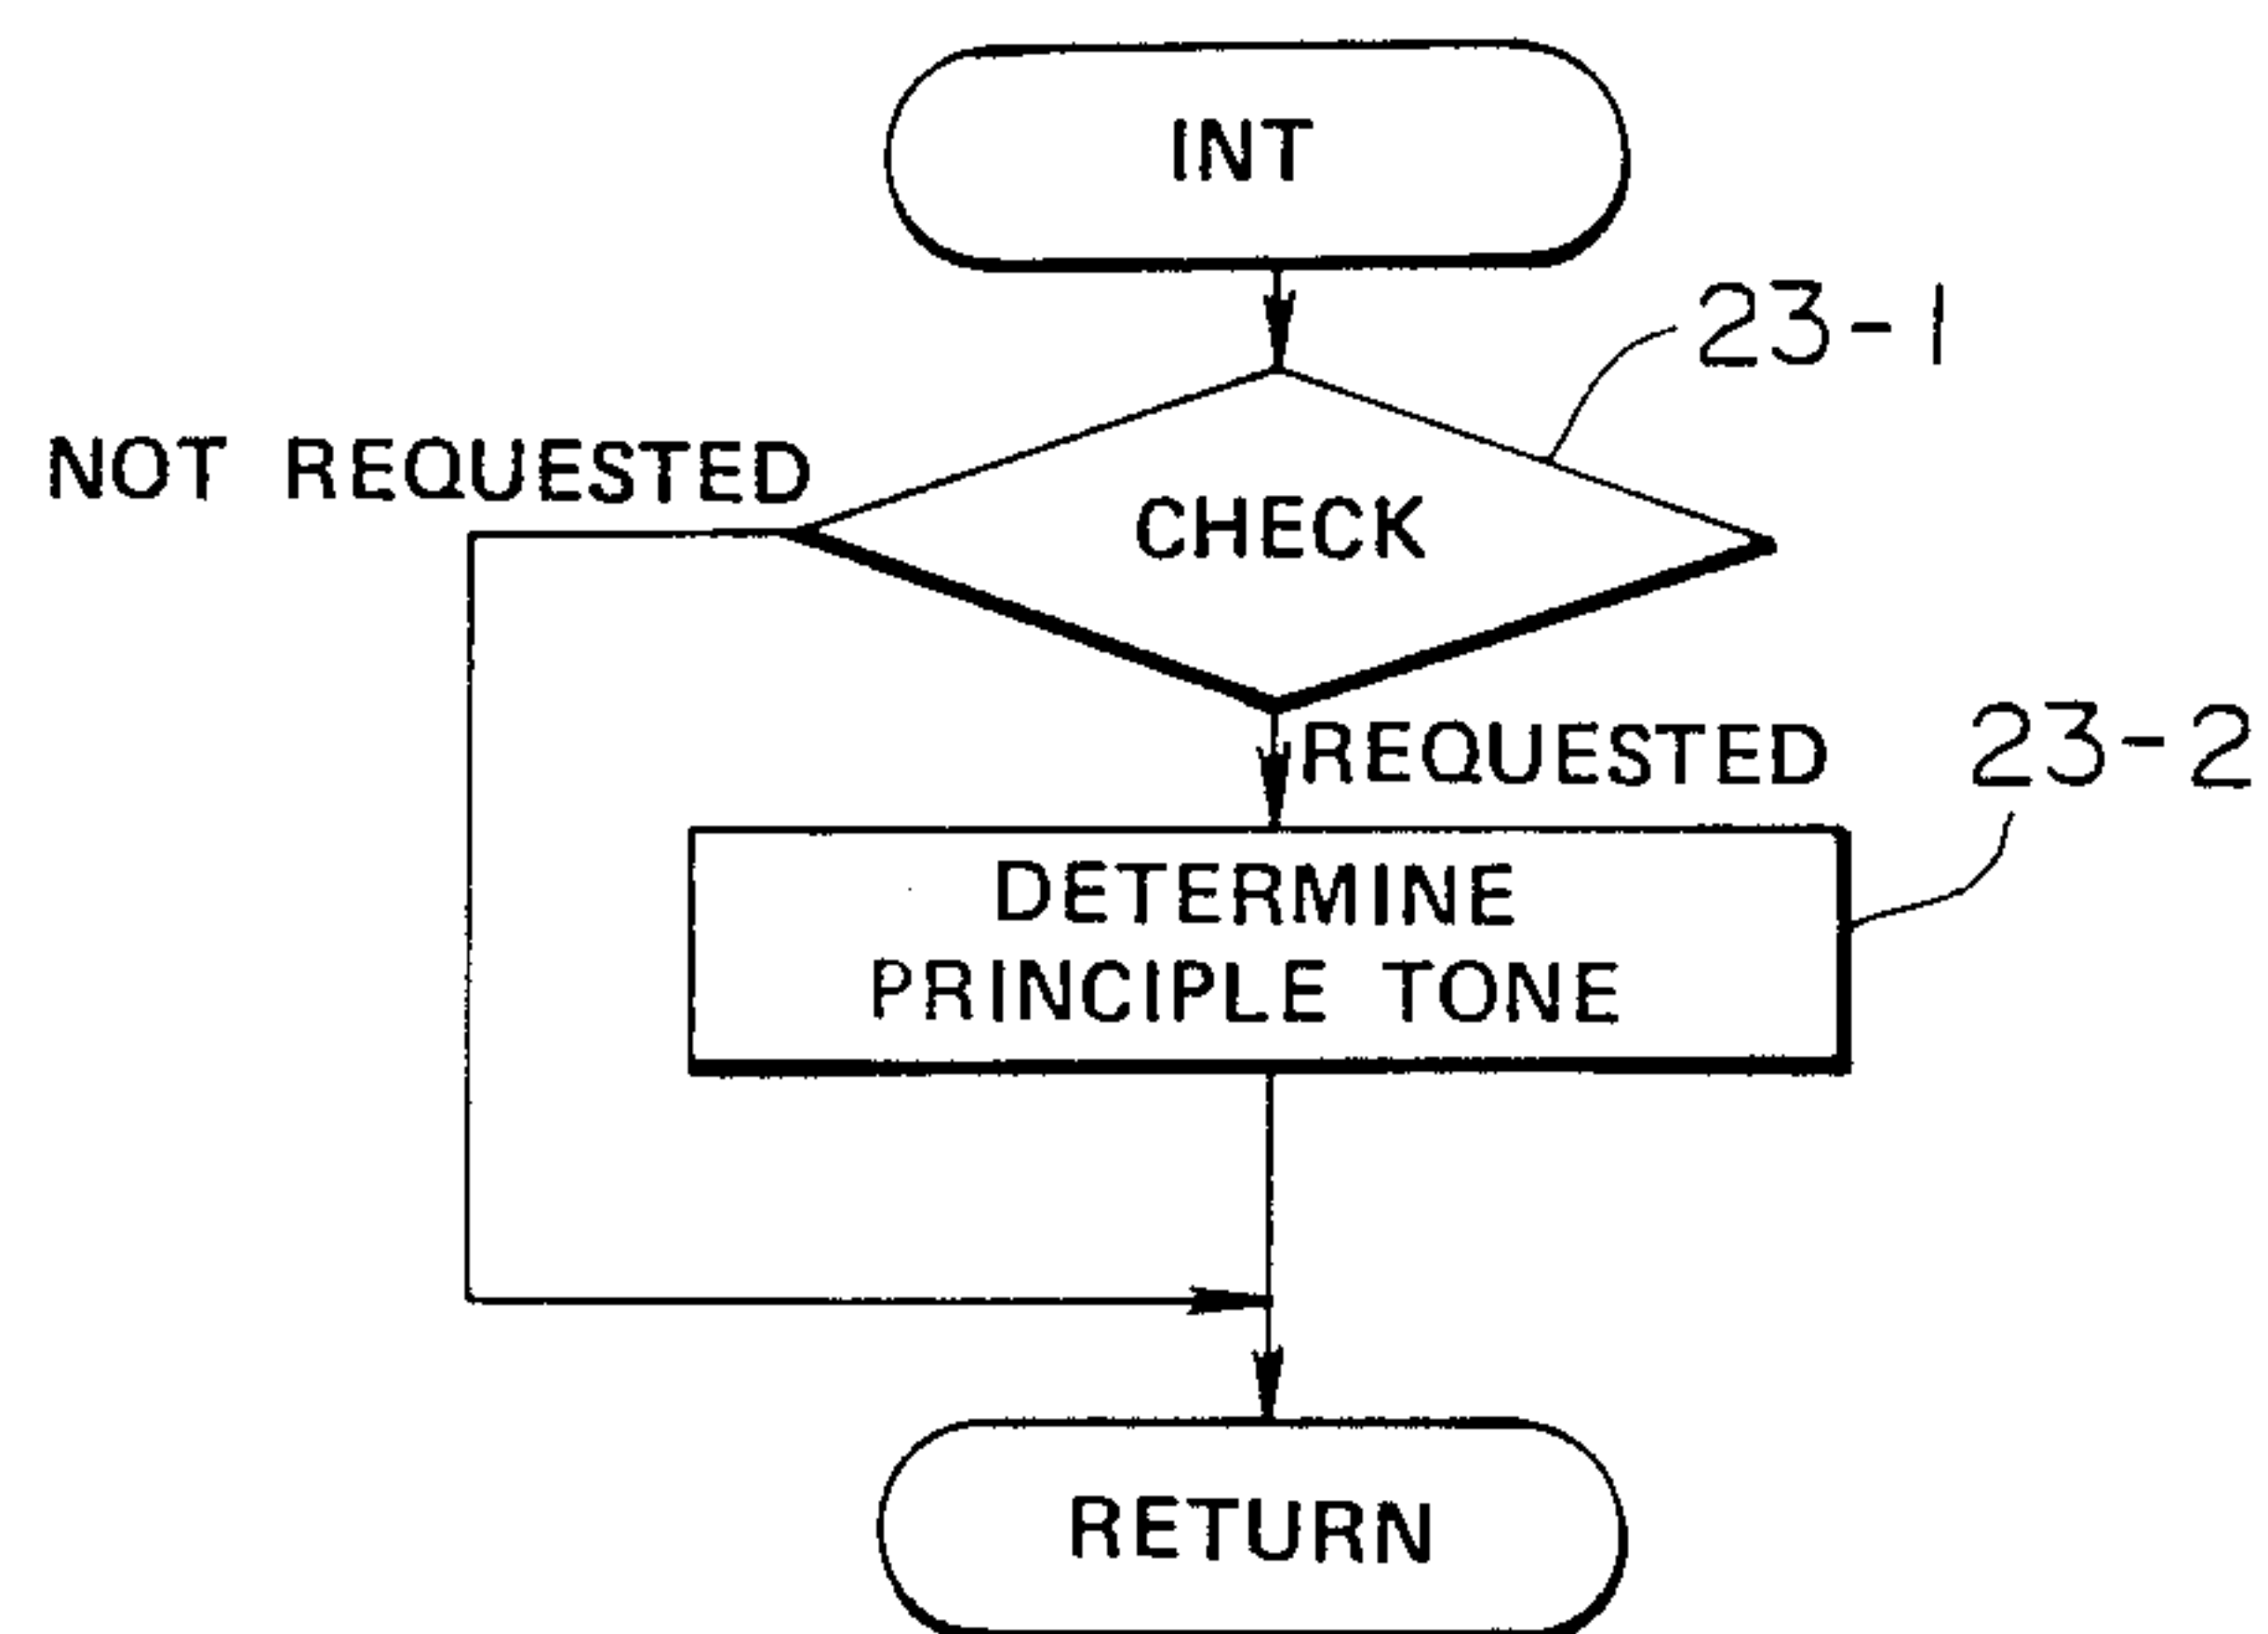 INT
23-1
NOT REQUESTED
CHECK
REQUESTED
23-2
DETERMINE
PRINCIPLE TONE
RETURN